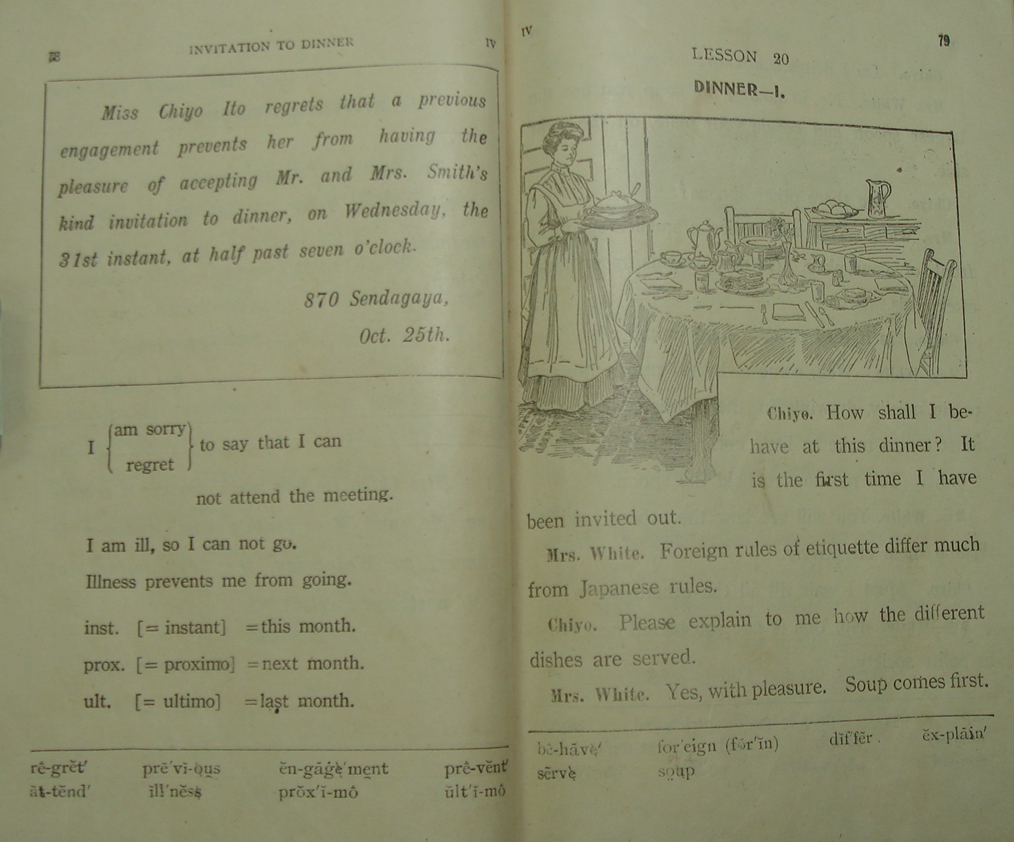 INVITATION TO DINNER IV
Miss Chiyo Ito regrets that a previous
engagement prevents her from having the
pleasure of accepting Mr. and Mrs. Smith's
kind invitation to dinner, on Wednesday, the
31st instant, at half past seven o'clock.
870 Sendagaya,
Oct. 25th.
I { am sorry
regret } to say that I can
not attend the meeting.
I am ill, so I can not go.
Illness prevents me from going.
inst. [= instant] =this month.
prox. [= proximo] =next month.
ult. [= ultimo] =last month.
rê-grĕt′ prē′vĭ-ọus ĕn-gāġe̱′ment prê-vĕnt′
ăt-tĕnd′ ĭll′nĕss prŏx′ĭ-mô ŭlt′ĭ-mô
IV 79
LESSON 20
DINNER—I.
Chiyo. How shall I be-
have at this dinner? It
is the first time I have
been invited out.
Mrs. White. Foreign rules of etiquette differ much
from Japanese rules.
Chiyo. Please explain to me how the different
dishes are served.
Mrs. White. Yes, with pleasure. Soup comes first.
bê-hāve̱′ for′eign (fŏr′ĭn) dĭf′fẽr. ĕx-plāin′
sẽrve̱ soup